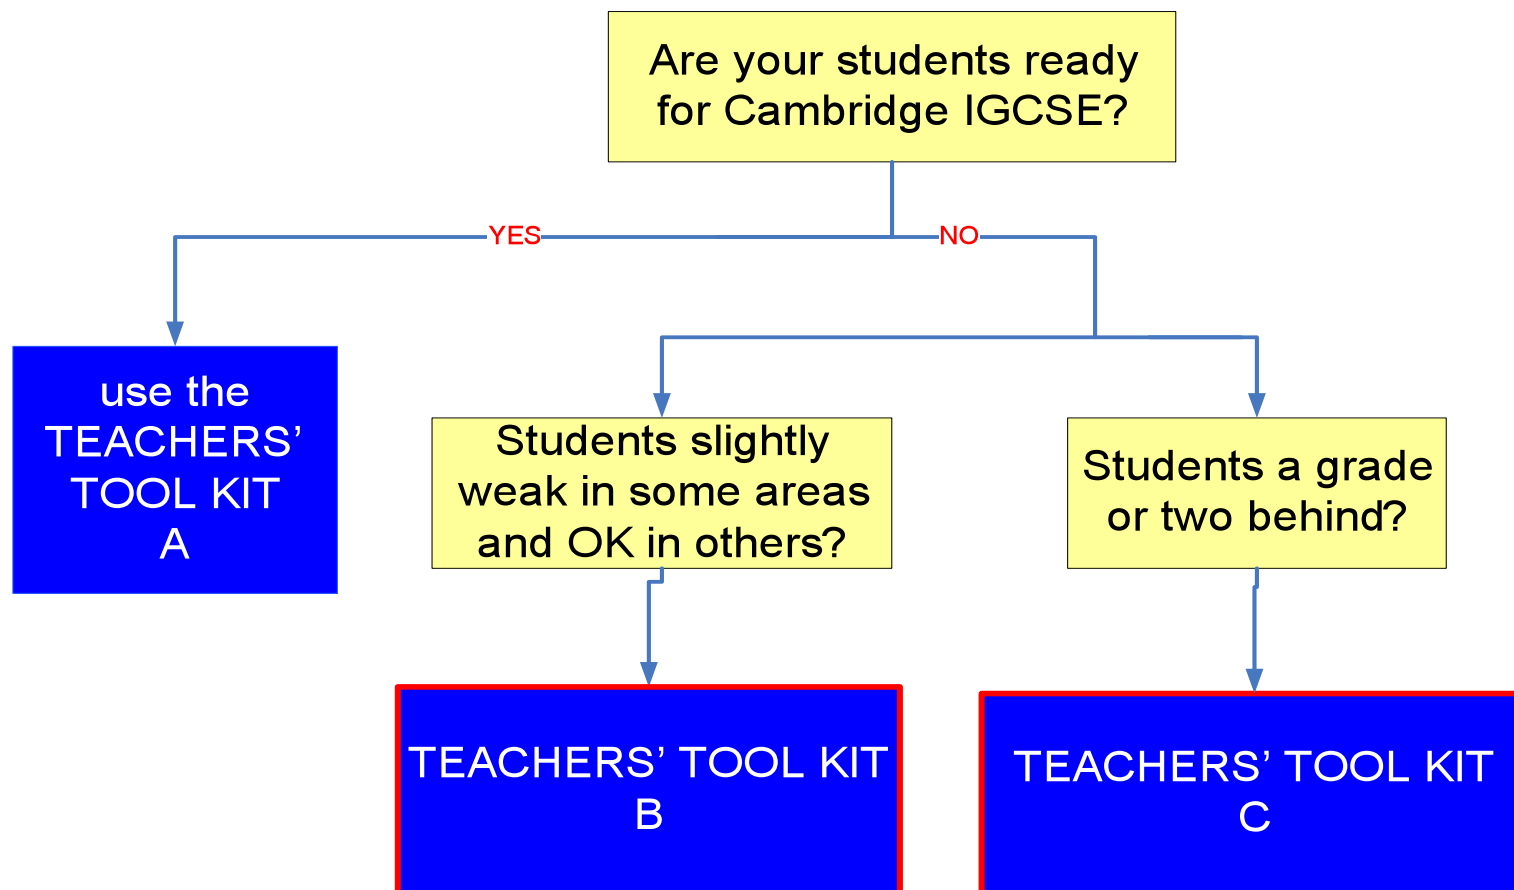 Are your students ready
for Cambridge IGCSE?
YES
NO
use the
TEACHERS’
TOOL KIT
A
Students slightly
weak in some areas
and OK in others?
Students a grade
or two behind?
TEACHERS’ TOOL KIT
B
TEACHERS’ TOOL KIT
C